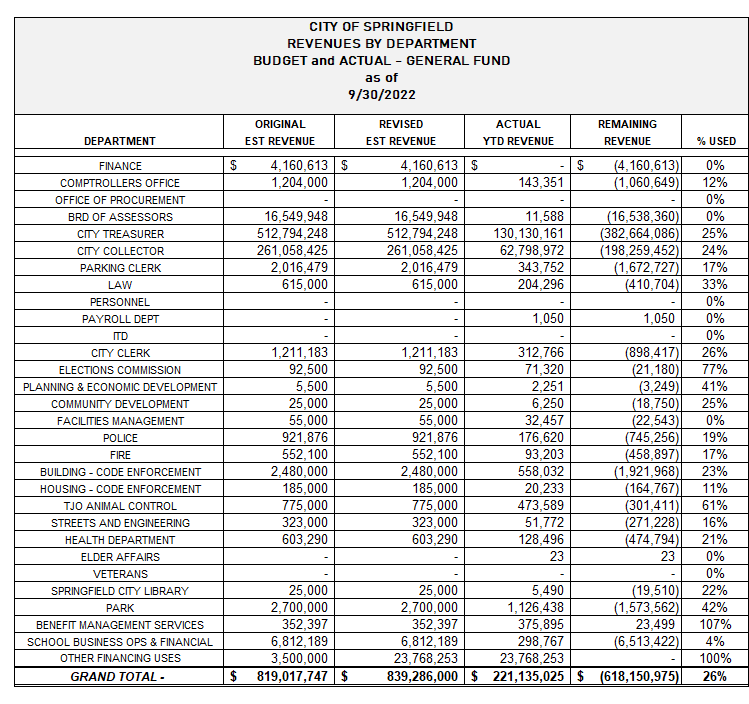 CITY OF SPRINGFIELD
REVENUES BY DEPARTMENT
BUDGET and ACTUAL - GENERAL FUND
as of
9/30/2022
ORIGINAL REVISED ACTUAL REMAINING
DEPARTMENT EST REVENUE EST REVENUE YTD REVENUE REVENUE % USED
FINANCE $ 4,160,613 $ 4,160,613 $ - $ (4,160,613) 0%
COMPTROLLERS OFFICE 1,204,000 1,204,000 143,351 (1,060,649) 12%
OFFICE OF PROCUREMENT - - - - 0%
BRD OF ASSESSORS 16,549,948 16,549,948 11,588 (16,538,360) 0%
CITY TREASURER 512,794,248 512,794,248 130,130,161 (382,664,086) 25%
CITY COLLECTOR 261,058,425 261,058,425 62,798,972 (198,259,452) 24%
PARKING CLERK 2,016,479 2,016,479 343,752 (1,672,727) 17%
LAW 615,000 615,000 204,296 (410,704) 33%
PERSONNEL - - - - 0%
PAYROLL DEPT - - 1,050 1,050 0%
ITD - - - - 0%
CITY CLERK 1,211,183 1,211,183 312,766 (898,417) 26%
ELECTIONS COMMISSION 92,500 92,500 71,320 (21,180) 77%
PLANNING & ECONOMIC DEVELOPMENT 5,500 5,500 2,251 (3,249) 41%
COMMUNITY DEVELOPMENT 25,000 25,000 6,250 (18,750) 25%
FACILITIES MANAGEMENT 55,000 55,000 32,457 (22,543) 0%
POLICE 921,876 921,876 176,620 (745,256) 19%
FIRE 552,100 552,100 93,203 (458,897) 17%
BUILDING - CODE ENFORCEMENT 2,480,000 2,480,000 558,032 (1,921,968) 23%
HOUSING - CODE ENFORCEMENT 185,000 185,000 20,233 (164,767) 11%
TJO ANIMAL CONTROL 775,000 775,000 473,589 (301,411) 61%
STREETS AND ENGINEERING 323,000 323,000 51,772 (271,228) 16%
HEALTH DEPARTMENT 603,290 603,290 128,496 (474,794) 21%
ELDER AFFAIRS - - 23 23 0%
VETERANS - - - - 0%
SPRINGFIELD CITY LIBRARY 25,000 25,000 5,490 (19,510) 22%
PARK 2,700,000 2,700,000 1,126,438 (1,573,562) 42%
BENEFIT MANAGEMENT SERVICES 352,397 352,397 375,895 23,499 107%
SCHOOL BUSINESS OPS & FINANCIAL 6,812,189 6,812,189 298,767 (6,513,422) 4%
OTHER FINANCING USES 3,500,000 23,768,253 23,768,253 - 100%
GRAND TOTAL - $ 819,017,747 $ 839,286,000 $ 221,135,025 $ (618,150,975) 26%